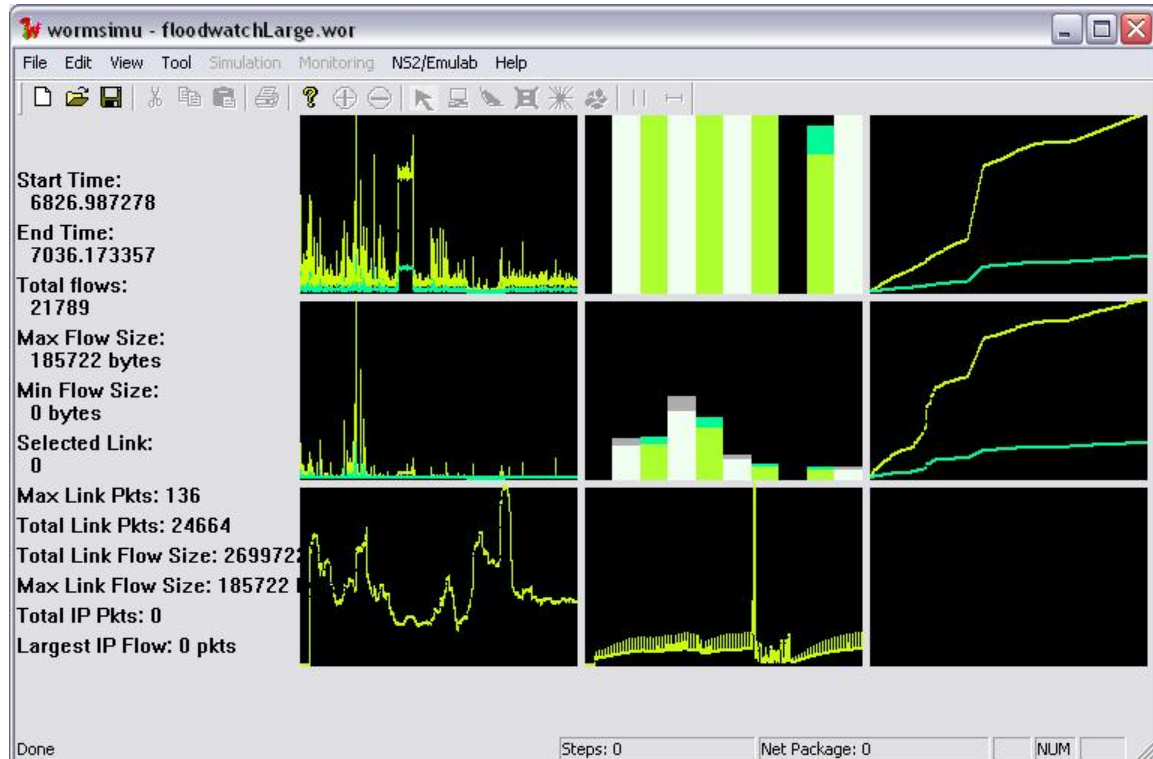 wormsimu - floodwatchLarge.wor
File Edit View Tool Simulation Monitoring NS2/Emulab Help
Start Time:
6826.987278
End Time:
7036.173357
Total flows:
21789
Max Flow Size:
185722 bytes
Min Flow Size:
0 bytes
Selected Link:
0
Max Link Pkts: 136
Total Link Pkts: 24664
Total Link Flow Size: 2699722
Max Link Flow Size: 185722
Total IP Pkts: 0
Largest IP Flow: 0 pkts
Done Steps: 0 Net Package: 0 NUM